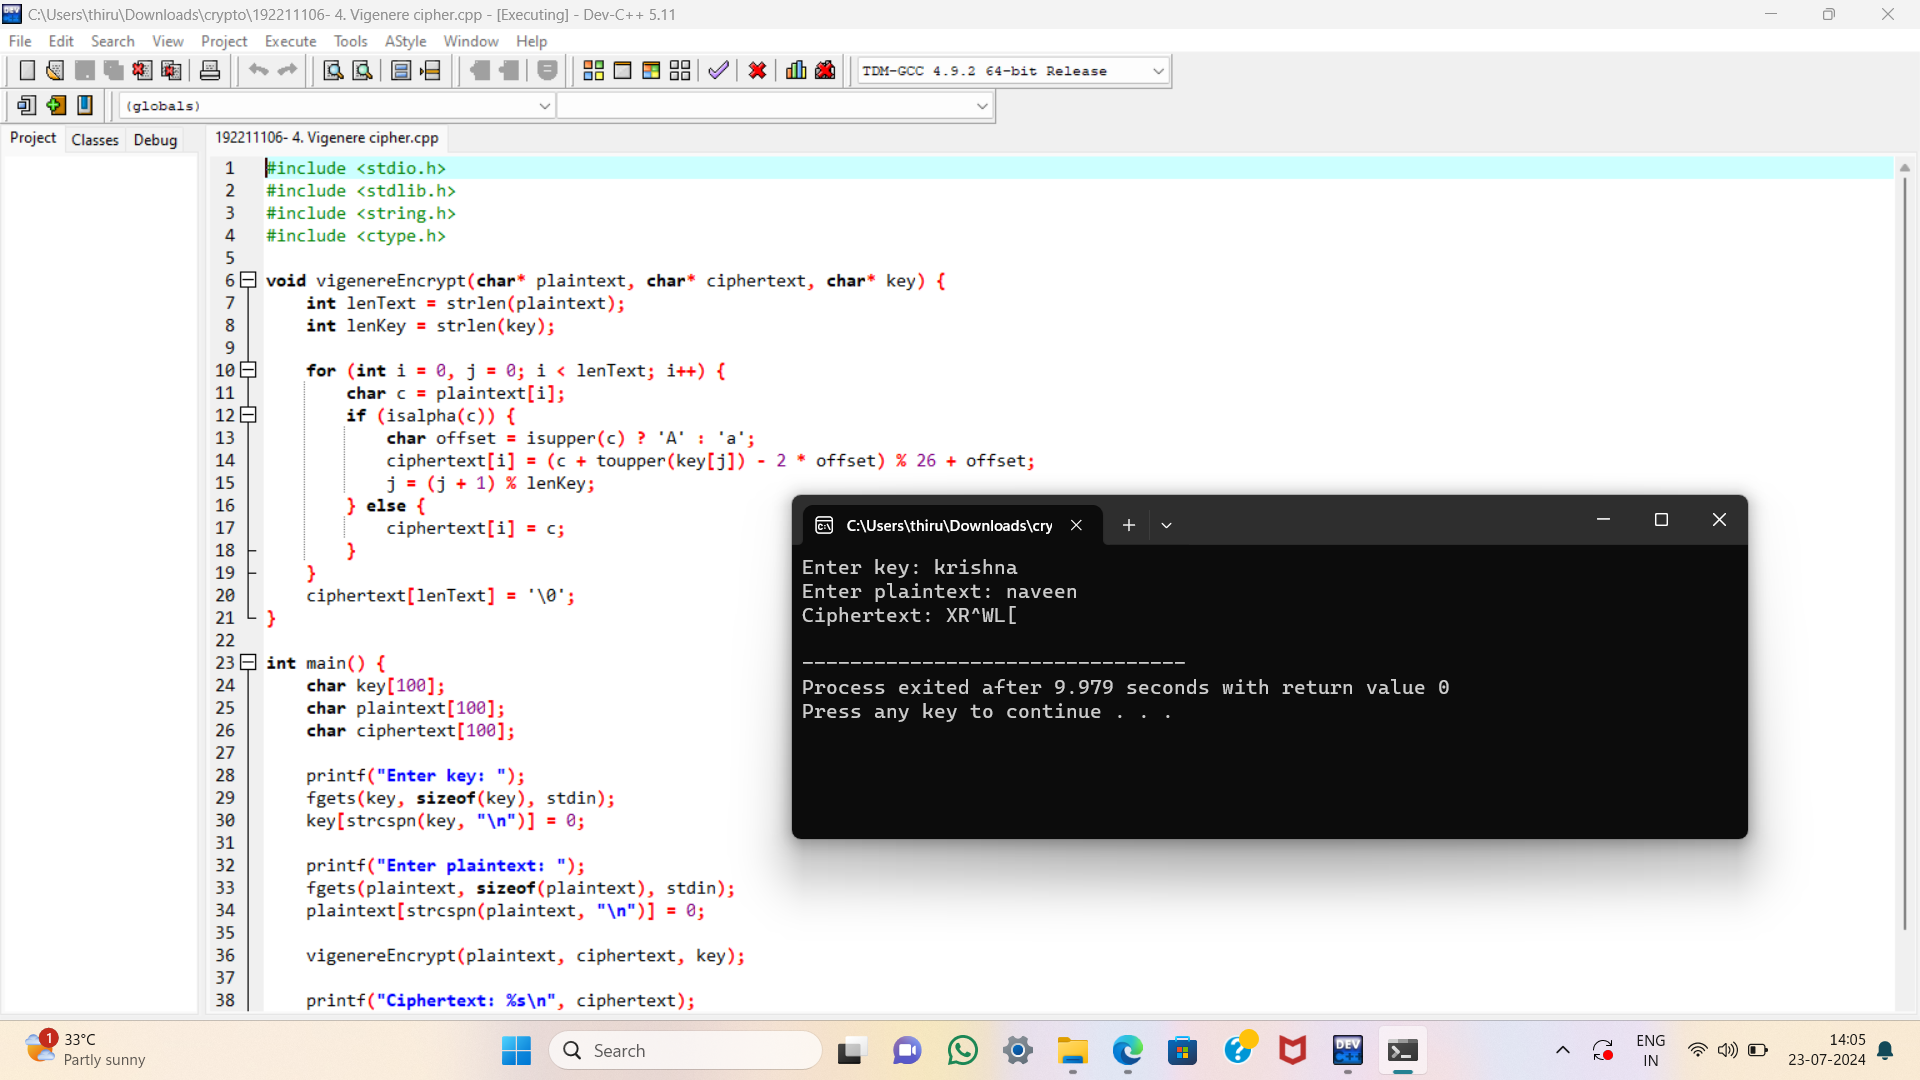 C:\Users\thiru\Downloads\crypto\192211106- 4. Vigenere cipher.cpp - [Executing] - Dev-C++ 5.11
File Edit Search View Project Execute Tools AStyle Window Help
TDM-GCC 4.9.2 64-bit Release
(globals)
Project Classes Debug
192211106- 4. Vigenere cipher.cpp
1 #include <stdio.h>
2 #include <stdlib.h>
3 #include <string.h>
4 #include <ctype.h>
5
6 void vigenereEncrypt(char* plaintext, char* ciphertext, char* key) {
7 int lenText = strlen(plaintext);
8 int lenKey = strlen(key);
9
10 for (int i = 0, j = 0; i < lenText; i++) {
11 char c = plaintext[i];
12 if (isalpha(c)) {
13 char offset = isupper(c) ? 'A' : 'a';
14 ciphertext[i] = (c + toupper(key[j]) - 2 * offset) % 26 + offset;
15 j = (j + 1) % lenKey;
16 } else {
17 ciphertext[i] = c;
18 }
19 }
20 ciphertext[lenText] = '\0';
21 }
22
23 int main() {
24 char key[100];
25 char plaintext[100];
26 char ciphertext[100];
27
28 printf("Enter key: ");
29 fgets(key, sizeof(key), stdin);
30 key[strcspn(key, "\n")] = 0;
31
32 printf("Enter plaintext: ");
33 fgets(plaintext, sizeof(plaintext), stdin);
34 plaintext[strcspn(plaintext, "\n")] = 0;
35
36 vigenereEncrypt(plaintext, ciphertext, key);
37
38 printf("Ciphertext: %s\n", ciphertext);
C:\Users\thiru\Downloads\cry
Enter key: krishna
Enter plaintext: naveen
Ciphertext: XR^WL[
--------------------------------
Process exited after 9.979 seconds with return value 0
Press any key to continue . . .
1
33°C
Partly sunny
Search
DEV
C++
ENG
IN
14:05
23-07-2024